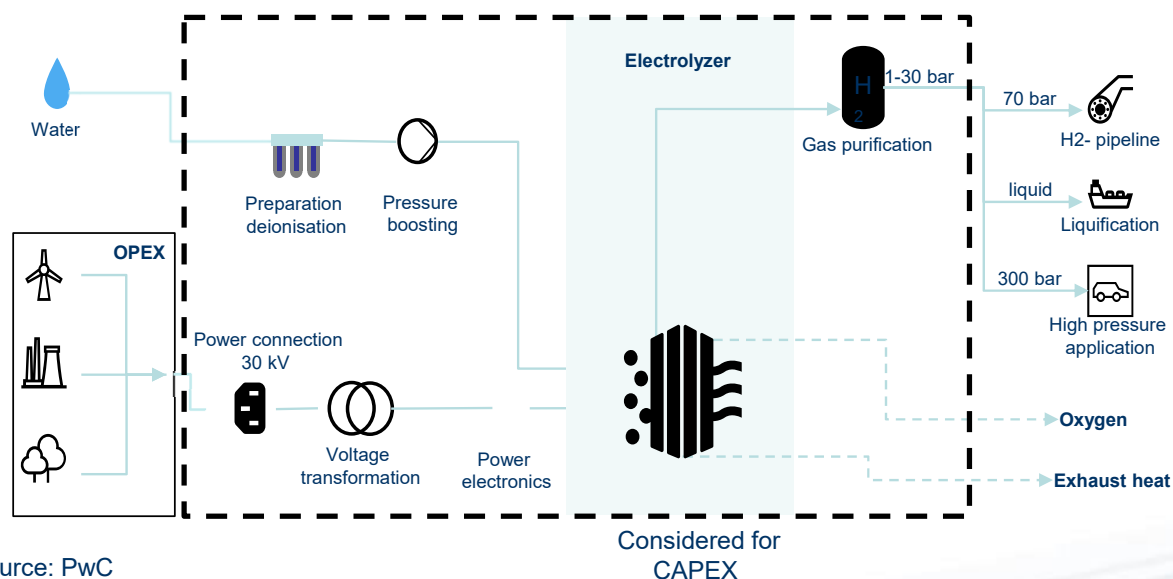 Electrolyzer
Water
H
2
1-30 bar
70 bar
Gas purification
H2- pipeline
Preparation
deionisation
Pressure
boosting
liquid
Liquification
OPEX
300 bar
High pressure
application
Power connection
30 kV
Voltage
transformation
Power
electronics
Oxygen
Exhaust heat
Considered for
CAPEX
urce: PwC